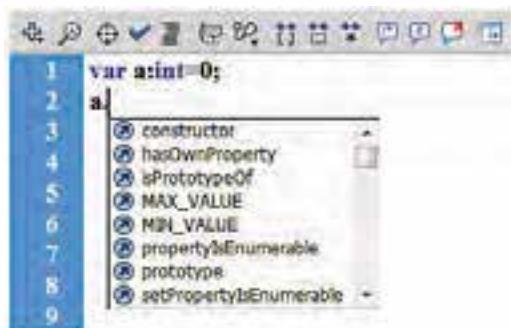 1 var a:int=0;
2 a.
3 constructor
hasOwnProperty
4 isPrototypeOf
5 MAX_VALUE
6 MIN_VALUE
7 propertyIsEnumerable
prototype
8 setPropertyIsEnumerable
9